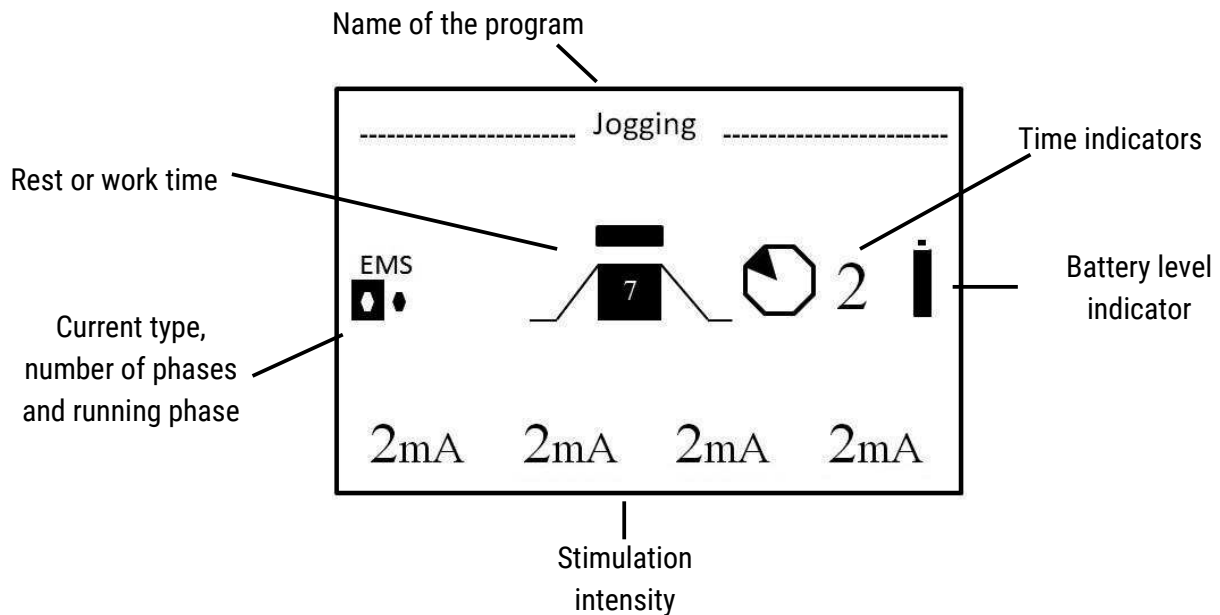 Name of the program
Jogging
Time indicators
Rest or work time
EMS
7
2
Battery level
indicator
Current type,
number of phases
and running phase
2mA 2mA 2mA 2mA
Stimulation
intensity